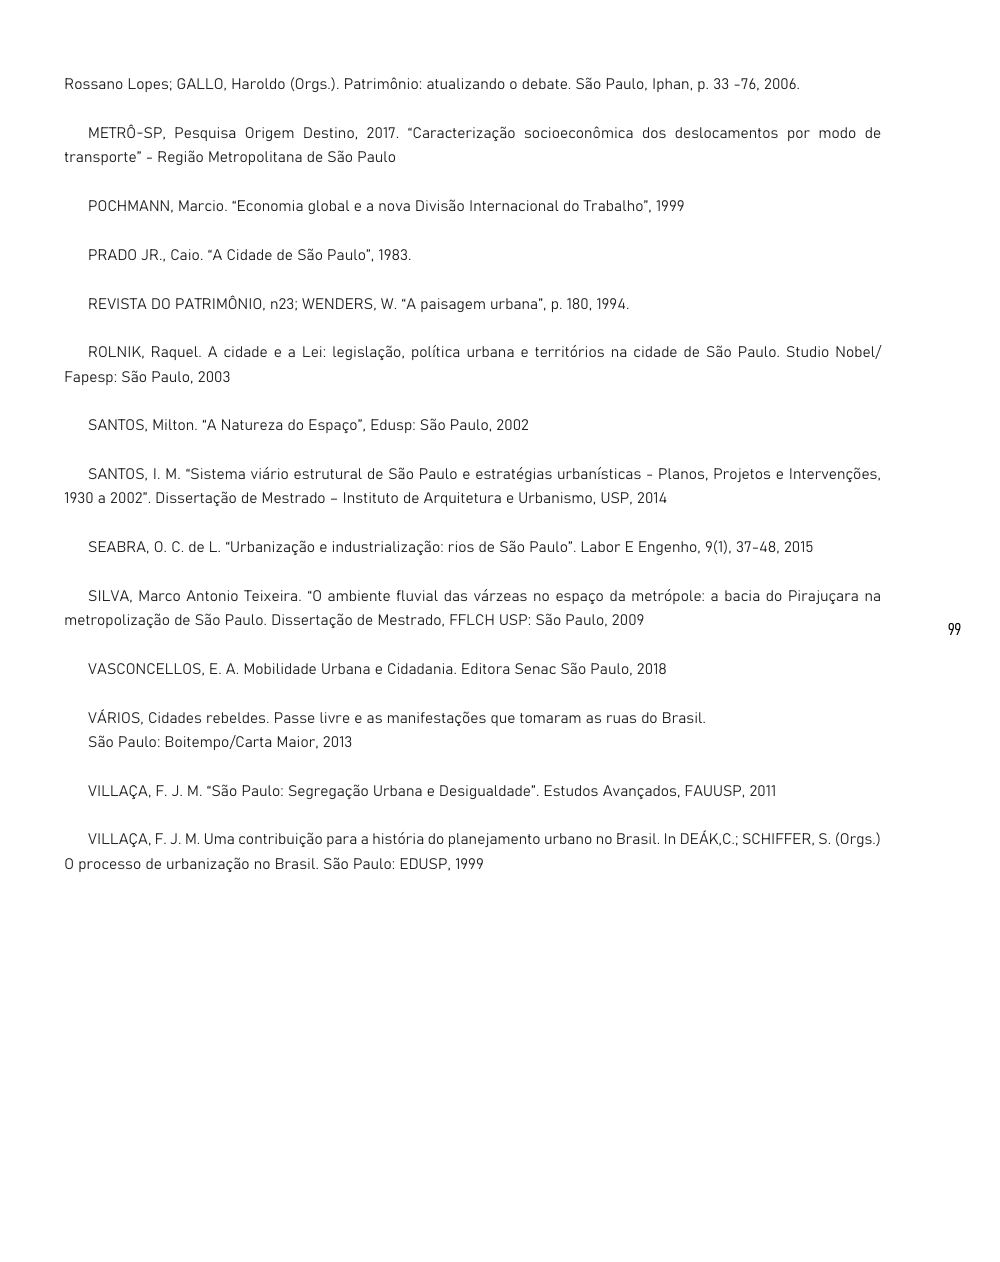 Rossano Lopes; GALLO, Haroldo (Orgs.). Patrimônio: atualizando o debate. São Paulo, Iphan, p. 33 -76, 2006.
METRÔ-SP, Pesquisa Origem Destino, 2017. “Caracterização socioeconômica dos deslocamentos por modo de
transporte” - Região Metropolitana de São Paulo
POCHMANN, Marcio. “Economia global e a nova Divisão Internacional do Trabalho”, 1999
PRADO JR., Caio. “A Cidade de São Paulo”, 1983.
REVISTA DO PATRIMÔNIO, n23; WENDERS, W. “A paisagem urbana”, p. 180, 1994.
ROLNIK, Raquel. A cidade e a Lei: legislação, política urbana e territórios na cidade de São Paulo. Studio Nobel/
Fapesp: São Paulo, 2003
SANTOS, Milton. “A Natureza do Espaço”, Edusp: São Paulo, 2002
SANTOS, I. M. “Sistema viário estrutural de São Paulo e estratégias urbanísticas - Planos, Projetos e Intervenções,
1930 a 2002”. Dissertação de Mestrado – Instituto de Arquitetura e Urbanismo, USP, 2014
SEABRA, O. C. de L. “Urbanização e industrialização: rios de São Paulo”. Labor E Engenho, 9(1), 37-48, 2015
SILVA, Marco Antonio Teixeira. “O ambiente fluvial das várzeas no espaço da metrópole: a bacia do Pirajuçara na
metropolização de São Paulo. Dissertação de Mestrado, FFLCH USP: São Paulo, 2009
99
VASCONCELLOS, E. A. Mobilidade Urbana e Cidadania. Editora Senac São Paulo, 2018
VÁRIOS, Cidades rebeldes. Passe livre e as manifestações que tomaram as ruas do Brasil.
São Paulo: Boitempo/Carta Maior, 2013
VILLAÇA, F. J. M. “São Paulo: Segregação Urbana e Desigualdade”. Estudos Avançados, FAUUSP, 2011
VILLAÇA, F. J. M. Uma contribuição para a história do planejamento urbano no Brasil. In DEÁK,C.; SCHIFFER, S. (Orgs.)
O processo de urbanização no Brasil. São Paulo: EDUSP, 1999